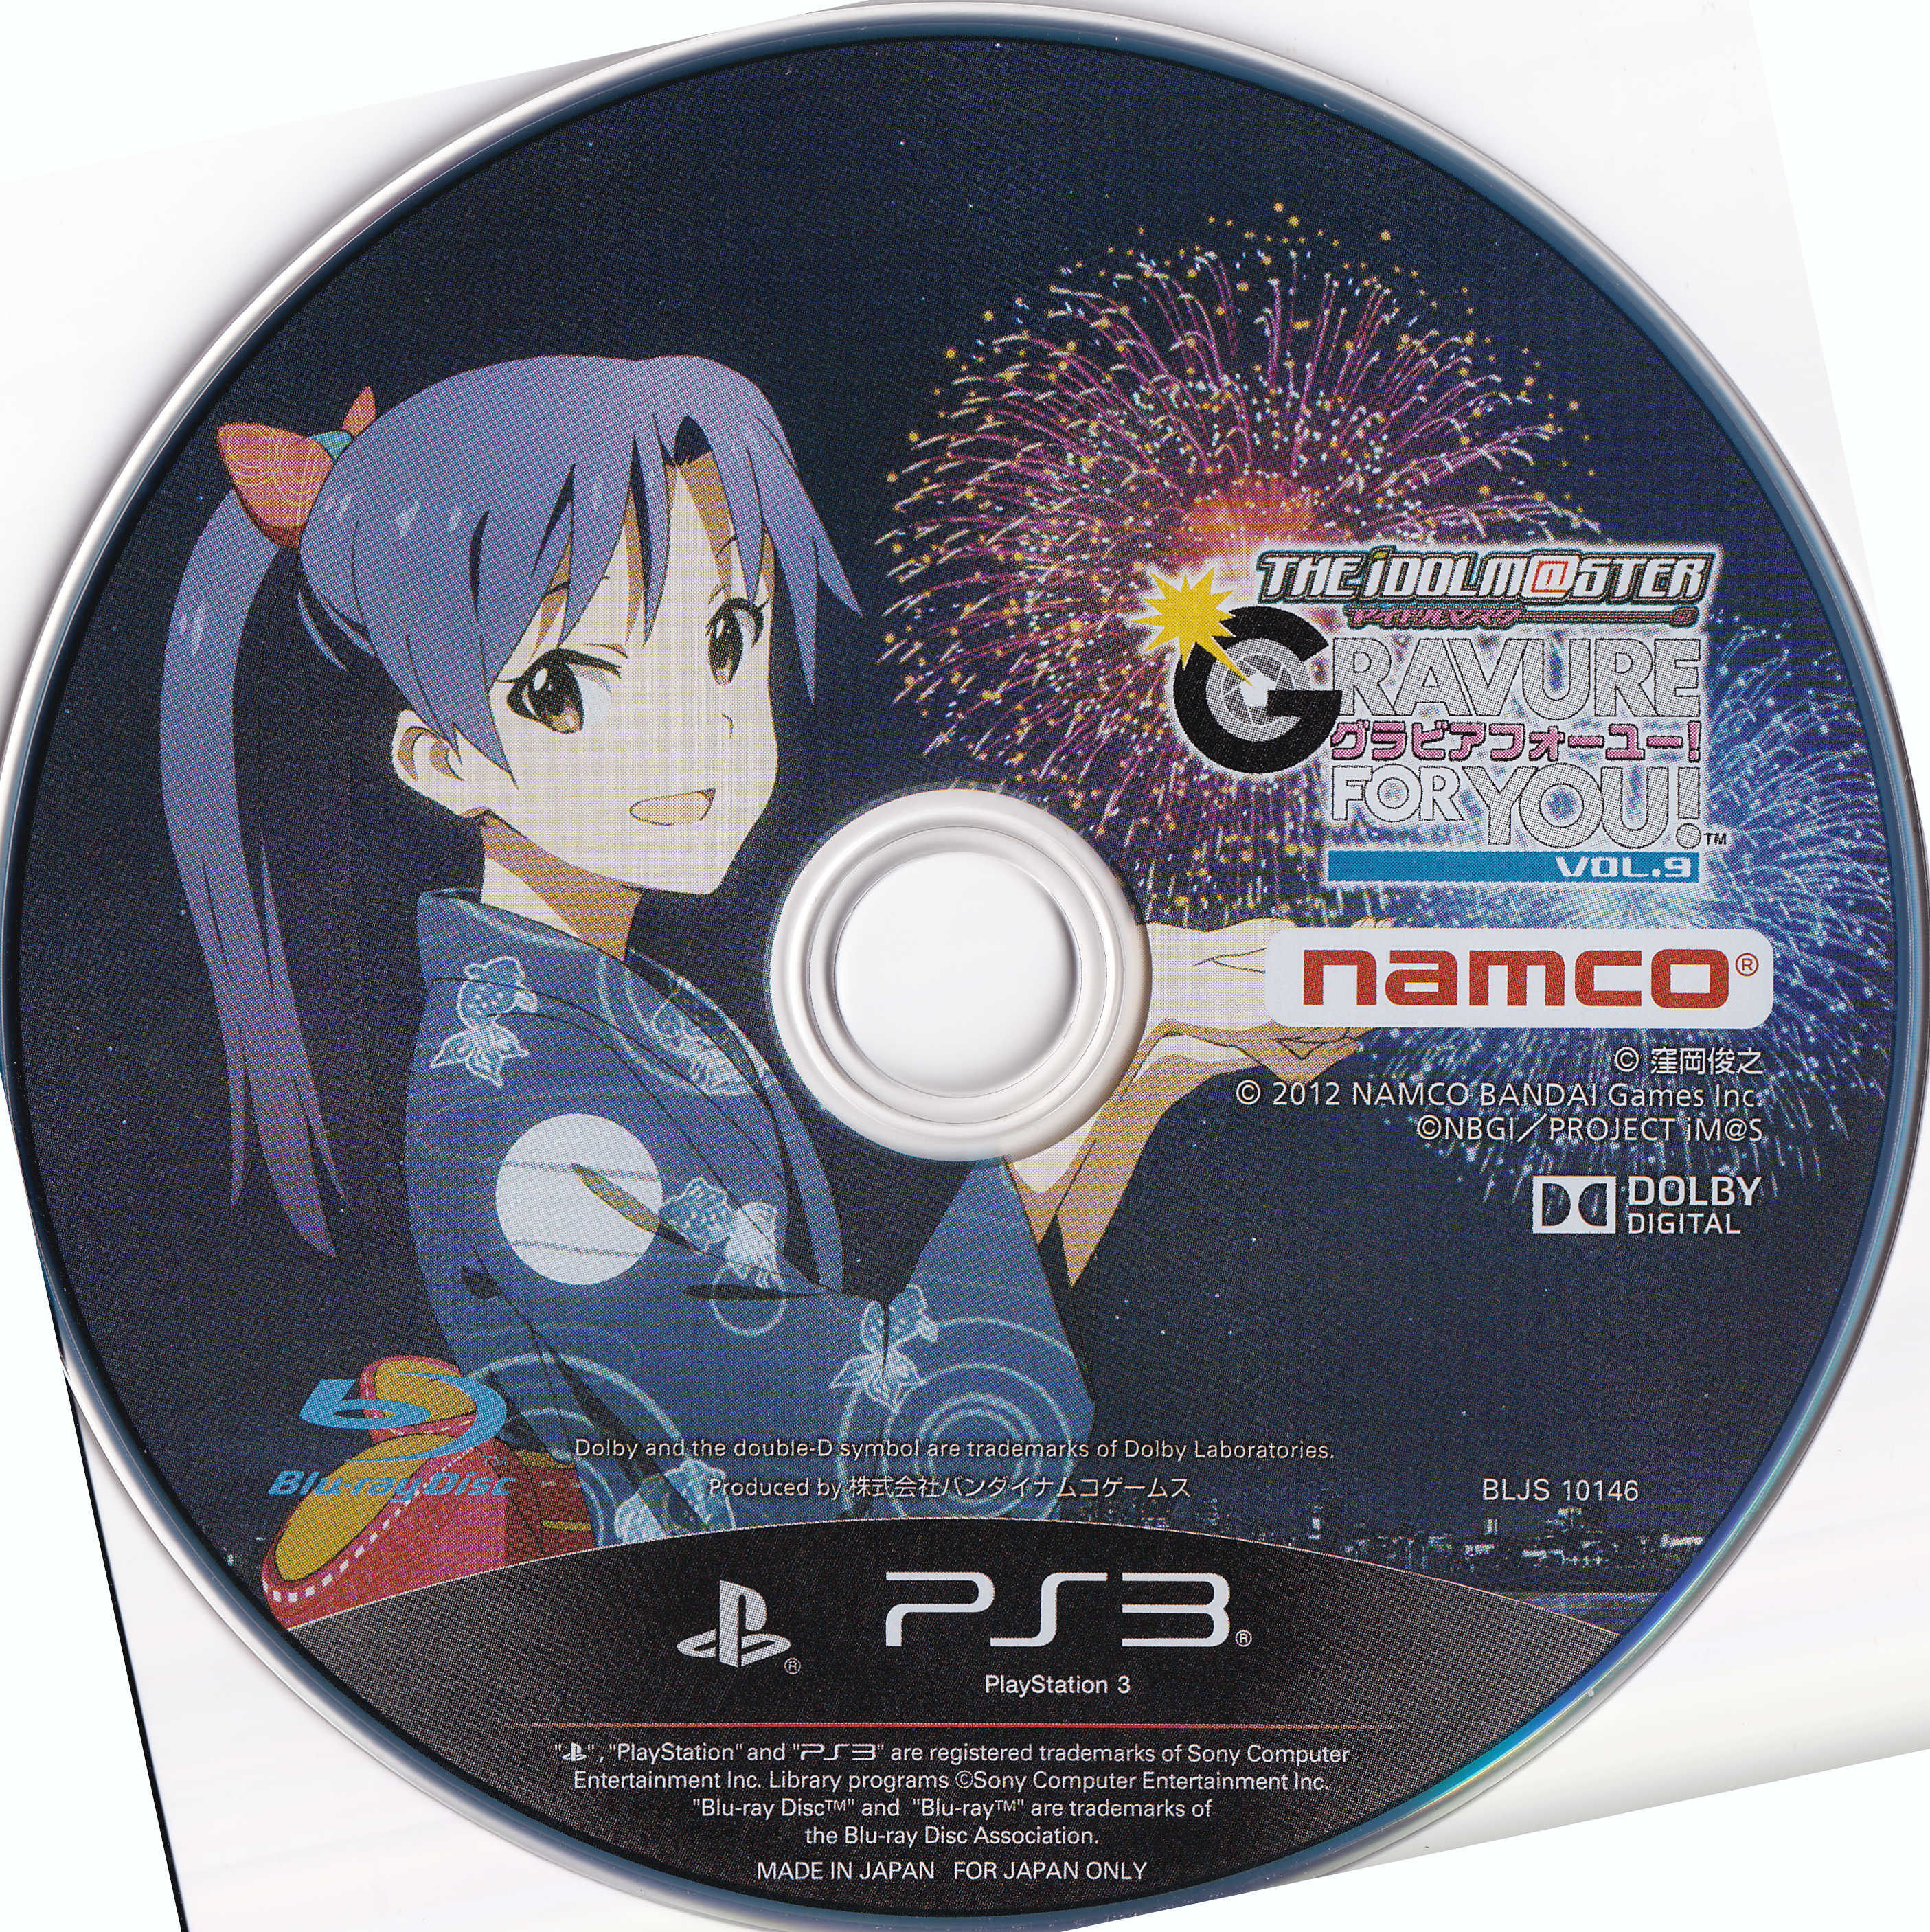 THE iDOLM@STER
アイドルマスター
GRAVURE
グラビアフォーユー!
FOR YOU!™
VOL.9
namco®
© 窪岡俊之
© 2012 NAMCO BANDAI Games Inc.
©NBGI／PROJECT iM@S
DOLBY
DIGITAL
Blu-ray Disc™
Dolby and the double-D symbol are trademarks of Dolby Laboratories.
Produced by 株式会社バンダイナムコゲームス
BLJS 10146
PS3®
PlayStation 3
"PS", "PlayStation" and "PS3" are registered trademarks of Sony Computer
Entertainment Inc. Library programs ©Sony Computer Entertainment Inc.
"Blu-ray Disc™" and "Blu-ray™" are trademarks of
the Blu-ray Disc Association.
MADE IN JAPAN FOR JAPAN ONLY